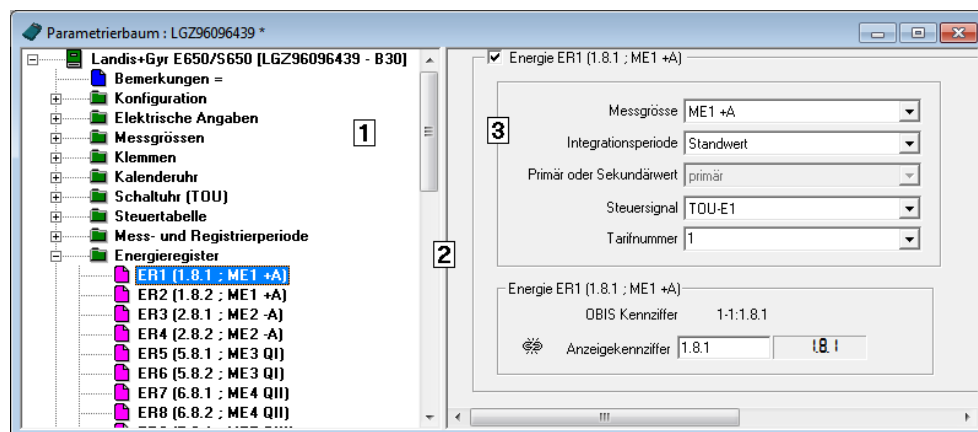 Parametrierbaum : LGZ96096439 *
Landis+Gyr E650/S650 [LGZ96096439 - B30]
Bemerkungen =
Konfiguration
Elektrische Angaben
Messgrössen
Klemmen
Kalenderuhr
Schaltuhr (TOU)
Steuertabelle
Mess- und Registrierperiode
Energieregister
ER1 (1.8.1 ; ME1 +A)
ER2 (1.8.2 ; ME1 +A)
ER3 (2.8.1 ; ME2 -A)
ER4 (2.8.2 ; ME2 -A)
ER5 (5.8.1 ; ME3 QI)
ER6 (5.8.2 ; ME3 QI)
ER7 (6.8.1 ; ME4 QII)
ER8 (6.8.2 ; ME4 QII)
1
2
Energie ER1 (1.8.1 ; ME1 +A)
3
Messgrösse ME1 +A
Integrationsperiode Standwert
Primär oder Sekundärwert primär
Steuersignal TOU-E1
Tarifnummer 1
Energie ER1 (1.8.1 ; ME1 +A)
OBIS Kennziffer 1-1:1.8.1
Anzeigekennziffer 1.8.1 1.8.1